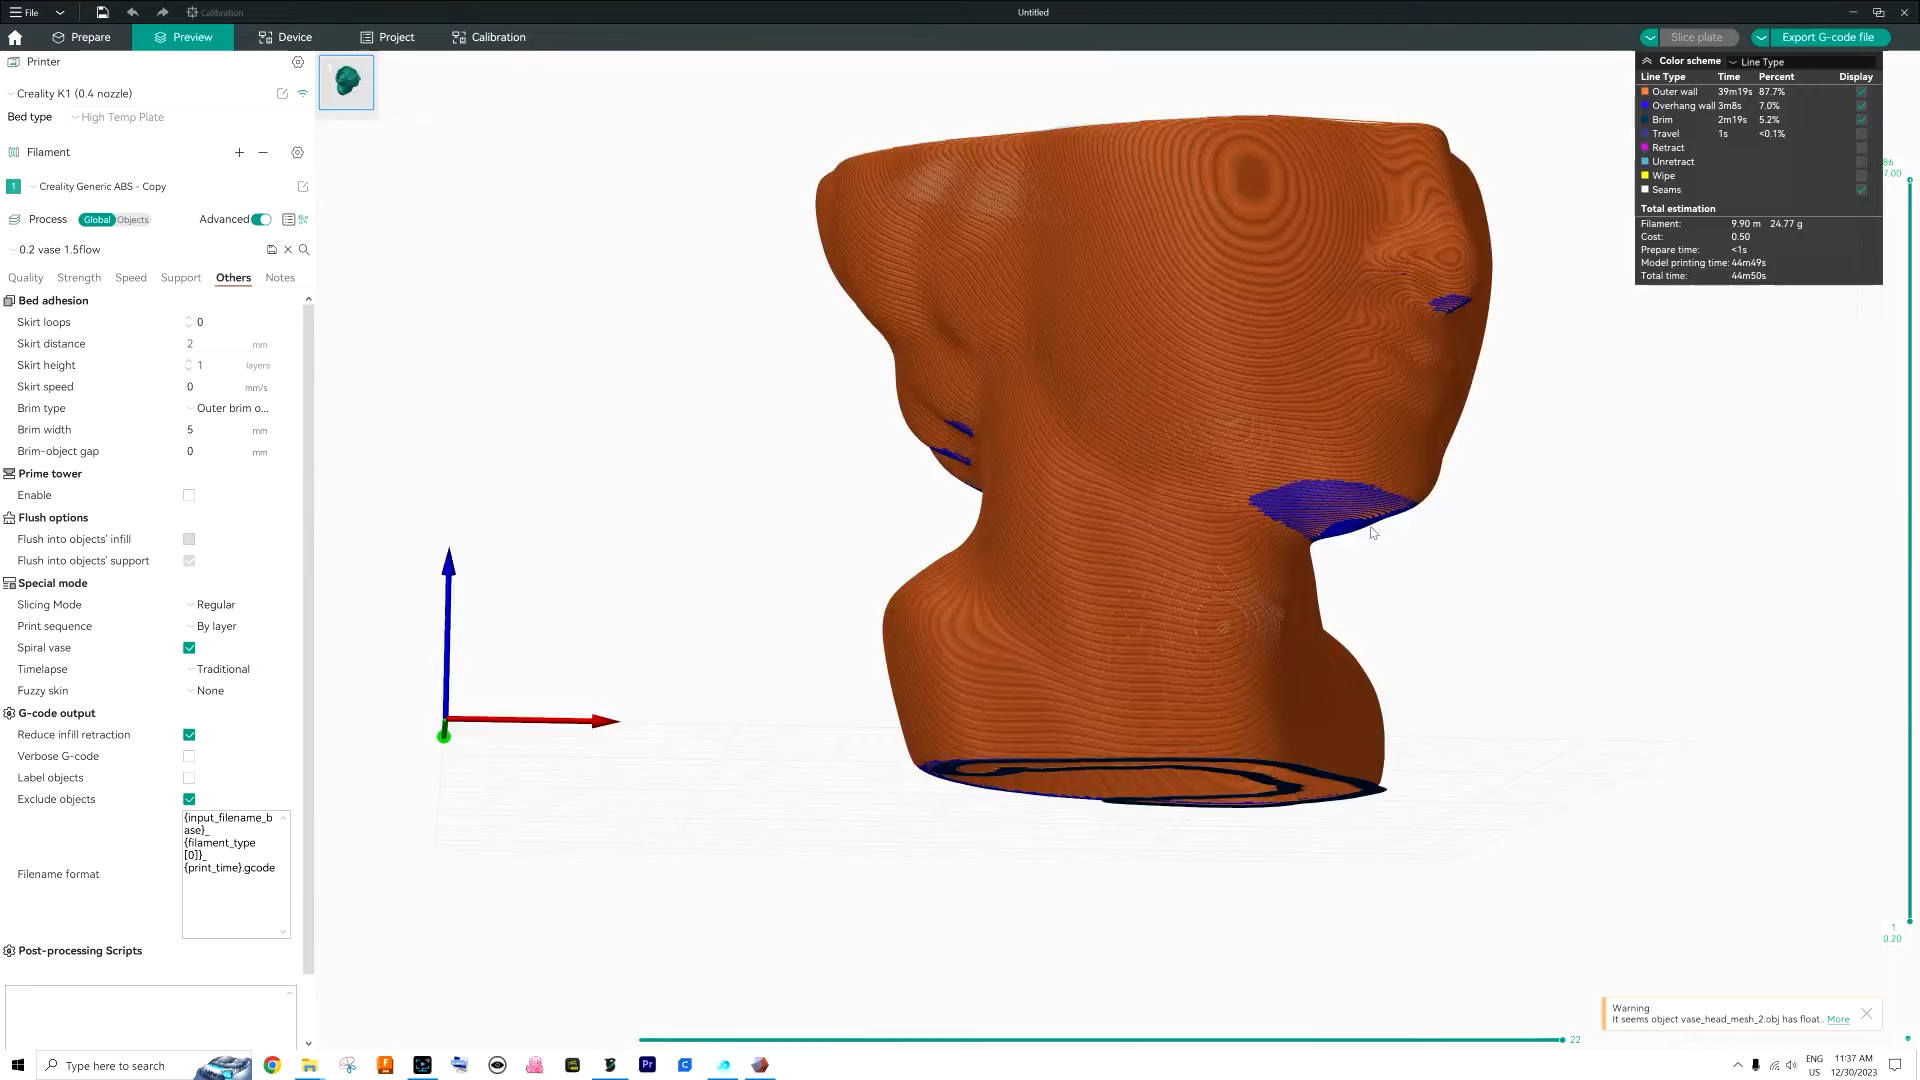 File
Calibration
Untitled
Prepare
Preview
Device
Project
Calibration
Slice plate
Export G-code file
Printer
Creality K1 (0.4 nozzle)
Bed type High Temp Plate
Filament
1 Creality Generic ABS - Copy
Process Global Objects Advanced
0.2 vase 1.5flow
Quality Strength Speed Support Others Notes
Bed adhesion
Skirt loops 0
Skirt distance 2 mm
Skirt height 1 layers
Skirt speed 0 mm/s
Brim type Outer brim o...
Brim width 5 mm
Brim-object gap 0 mm
Prime tower
Enable
Flush options
Flush into objects' infill
Flush into objects' support
Special mode
Slicing Mode Regular
Print sequence By layer
Spiral vase
Timelapse Traditional
Fuzzy skin None
G-code output
Reduce infill retraction
Verbose G-code
Label objects
Exclude objects
{input_filename_b
ase}_
{filament_type
[0]}_
{print_time}.gcode
Filename format
Post-processing Scripts
1
Color scheme Line Type
Line Type Time Percent Display
Outer wall 39m19s 87.7%
Overhang wall 3m8s 7.0%
Brim 2m19s 5.2%
Travel 1s <0.1%
Retract
Unretract
Wipe
Seams
Total estimation
Filament: 9.90 m 24.77 g
Cost: 0.50
Prepare time: <1s
Model printing time: 44m49s
Total time: 44m50s
86
7.00
1
0.20
Warning:
It seems object vase_head_mesh_2.obj has float.. More
22
Type here to search
Pr
ENG
US
11:37 AM
12/30/2023